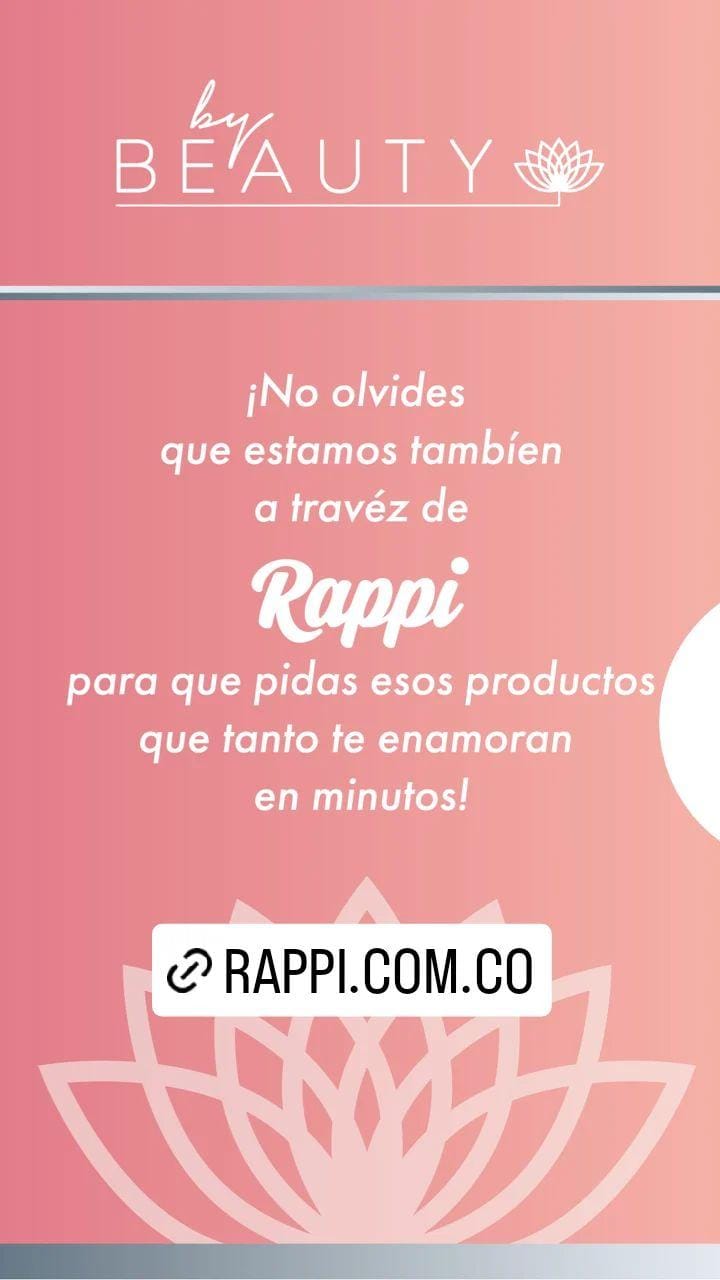 by
BEAUTY
¡No olvides
que estamos tambíen
a travéz de
Rappi
para que pidas esos productos
que tanto te enamoran
en minutos!
RAPPI.COM.CO